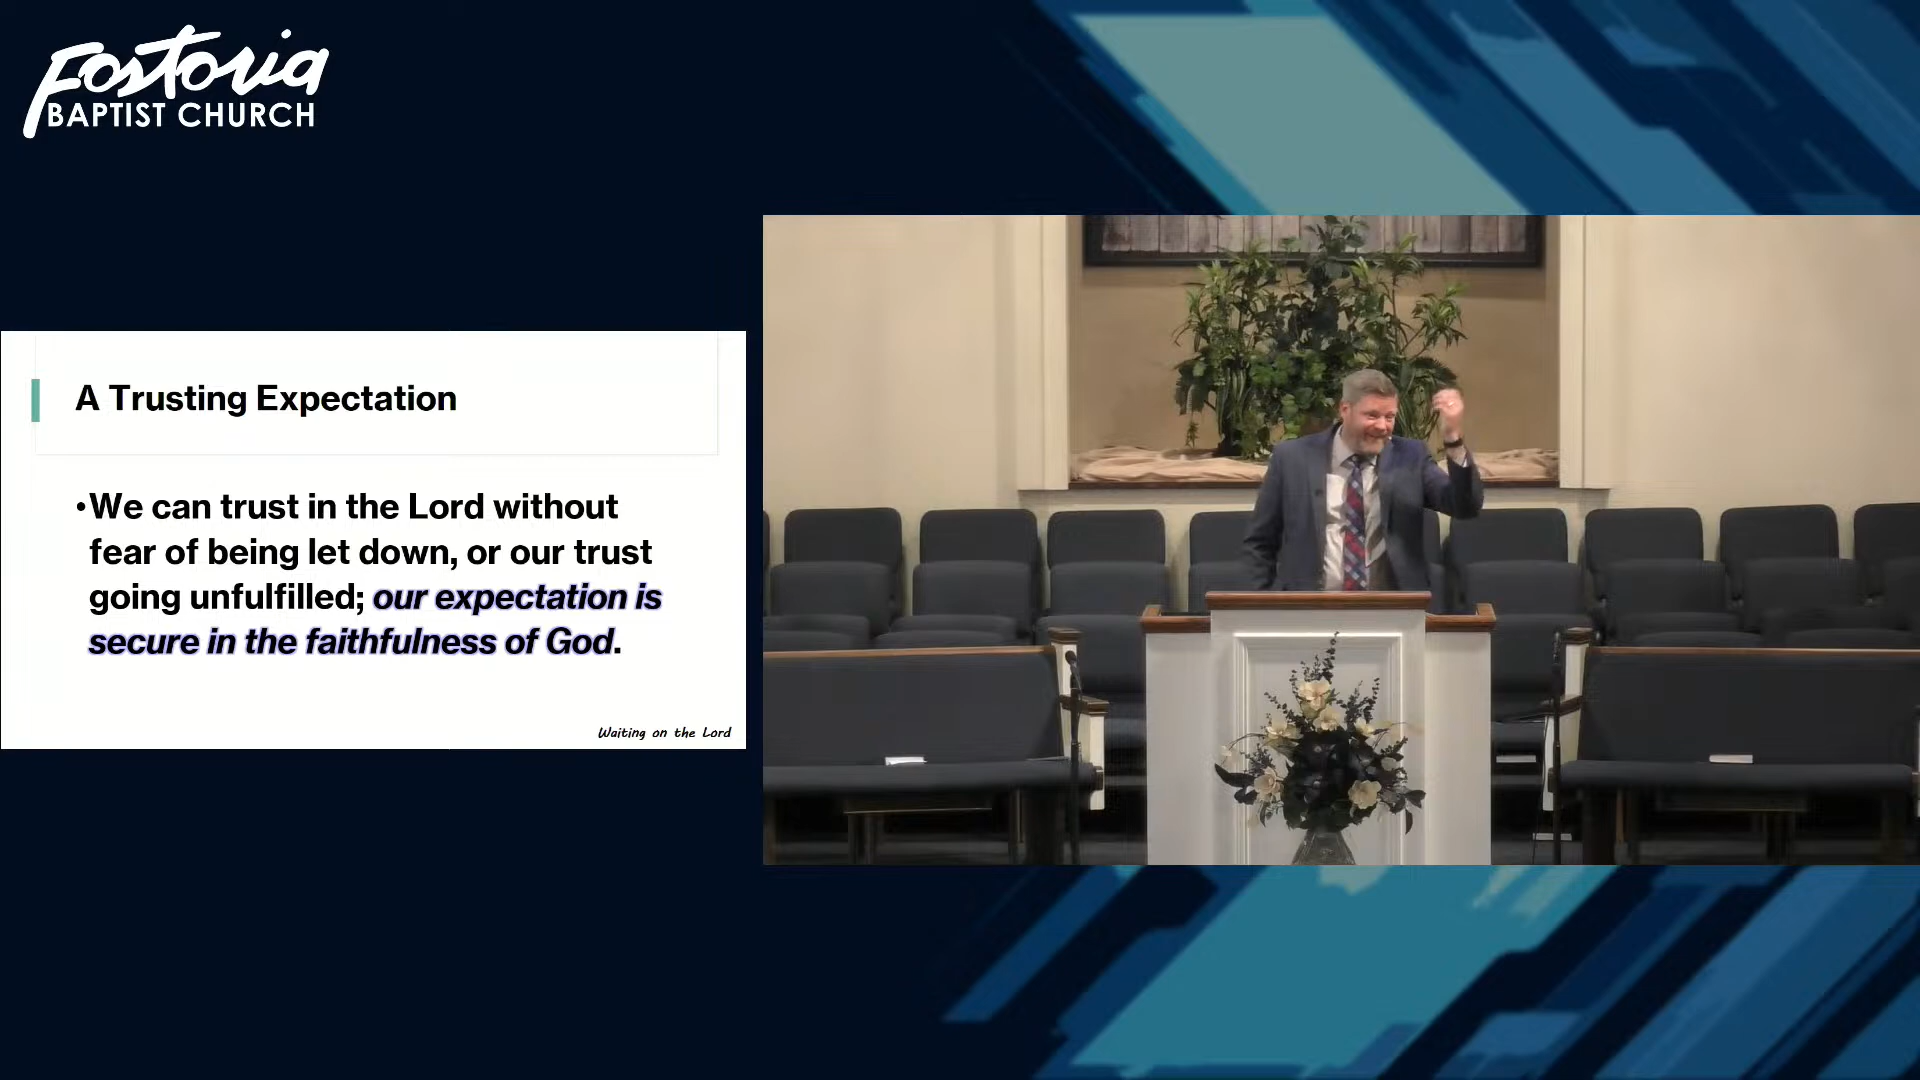 Fostoria
BAPTIST CHURCH
A Trusting Expectation
•We can trust in the Lord without
fear of being let down, or our trust
going unfulfilled; our expectation is
secure in the faithfulness of God.
Waiting on the Lord